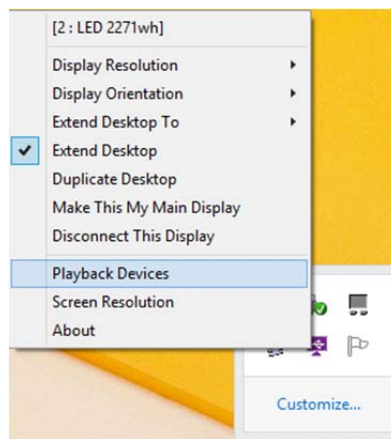 [2 : LED 2271wh]
Display Resolution
Display Orientation
Extend Desktop To
Extend Desktop
Duplicate Desktop
Make This My Main Display
Disconnect This Display
Playback Devices
Screen Resolution
About
Customize...